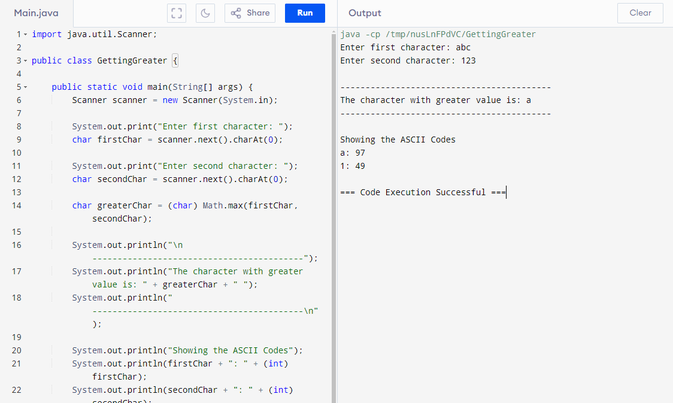 Main.java
Share
Run
Output
Clear
1 import java.util.Scanner;
2
3 public class GettingGreater {
4
5 public static void main(String[] args) {
6 Scanner scanner = new Scanner(System.in);
7
8 System.out.print("Enter first character: ");
9 char firstChar = scanner.next().charAt(0);
10
11 System.out.print("Enter second character: ");
12 char secondChar = scanner.next().charAt(0);
13
14 char greaterChar = (char) Math.max(firstChar,
secondChar);
15
16 System.out.println("\n
-----------------------------------------");
17 System.out.println("The character with greater
value is: " + greaterChar + " ");
18 System.out.println("
-----------------------------------------\n"
);
19
20 System.out.println("Showing the ASCII Codes");
21 System.out.println(firstChar + ": " + (int)
firstChar);
22 System.out.println(secondChar + ": " + (int)
secondChar);
java -cp /tmp/nusLnFPdVC/GettingGreater
Enter first character: abc
Enter second character: 123
-----------------------------------------
The character with greater value is: a
-----------------------------------------
Showing the ASCII Codes
a: 97
1: 49
=== Code Execution Successful ===